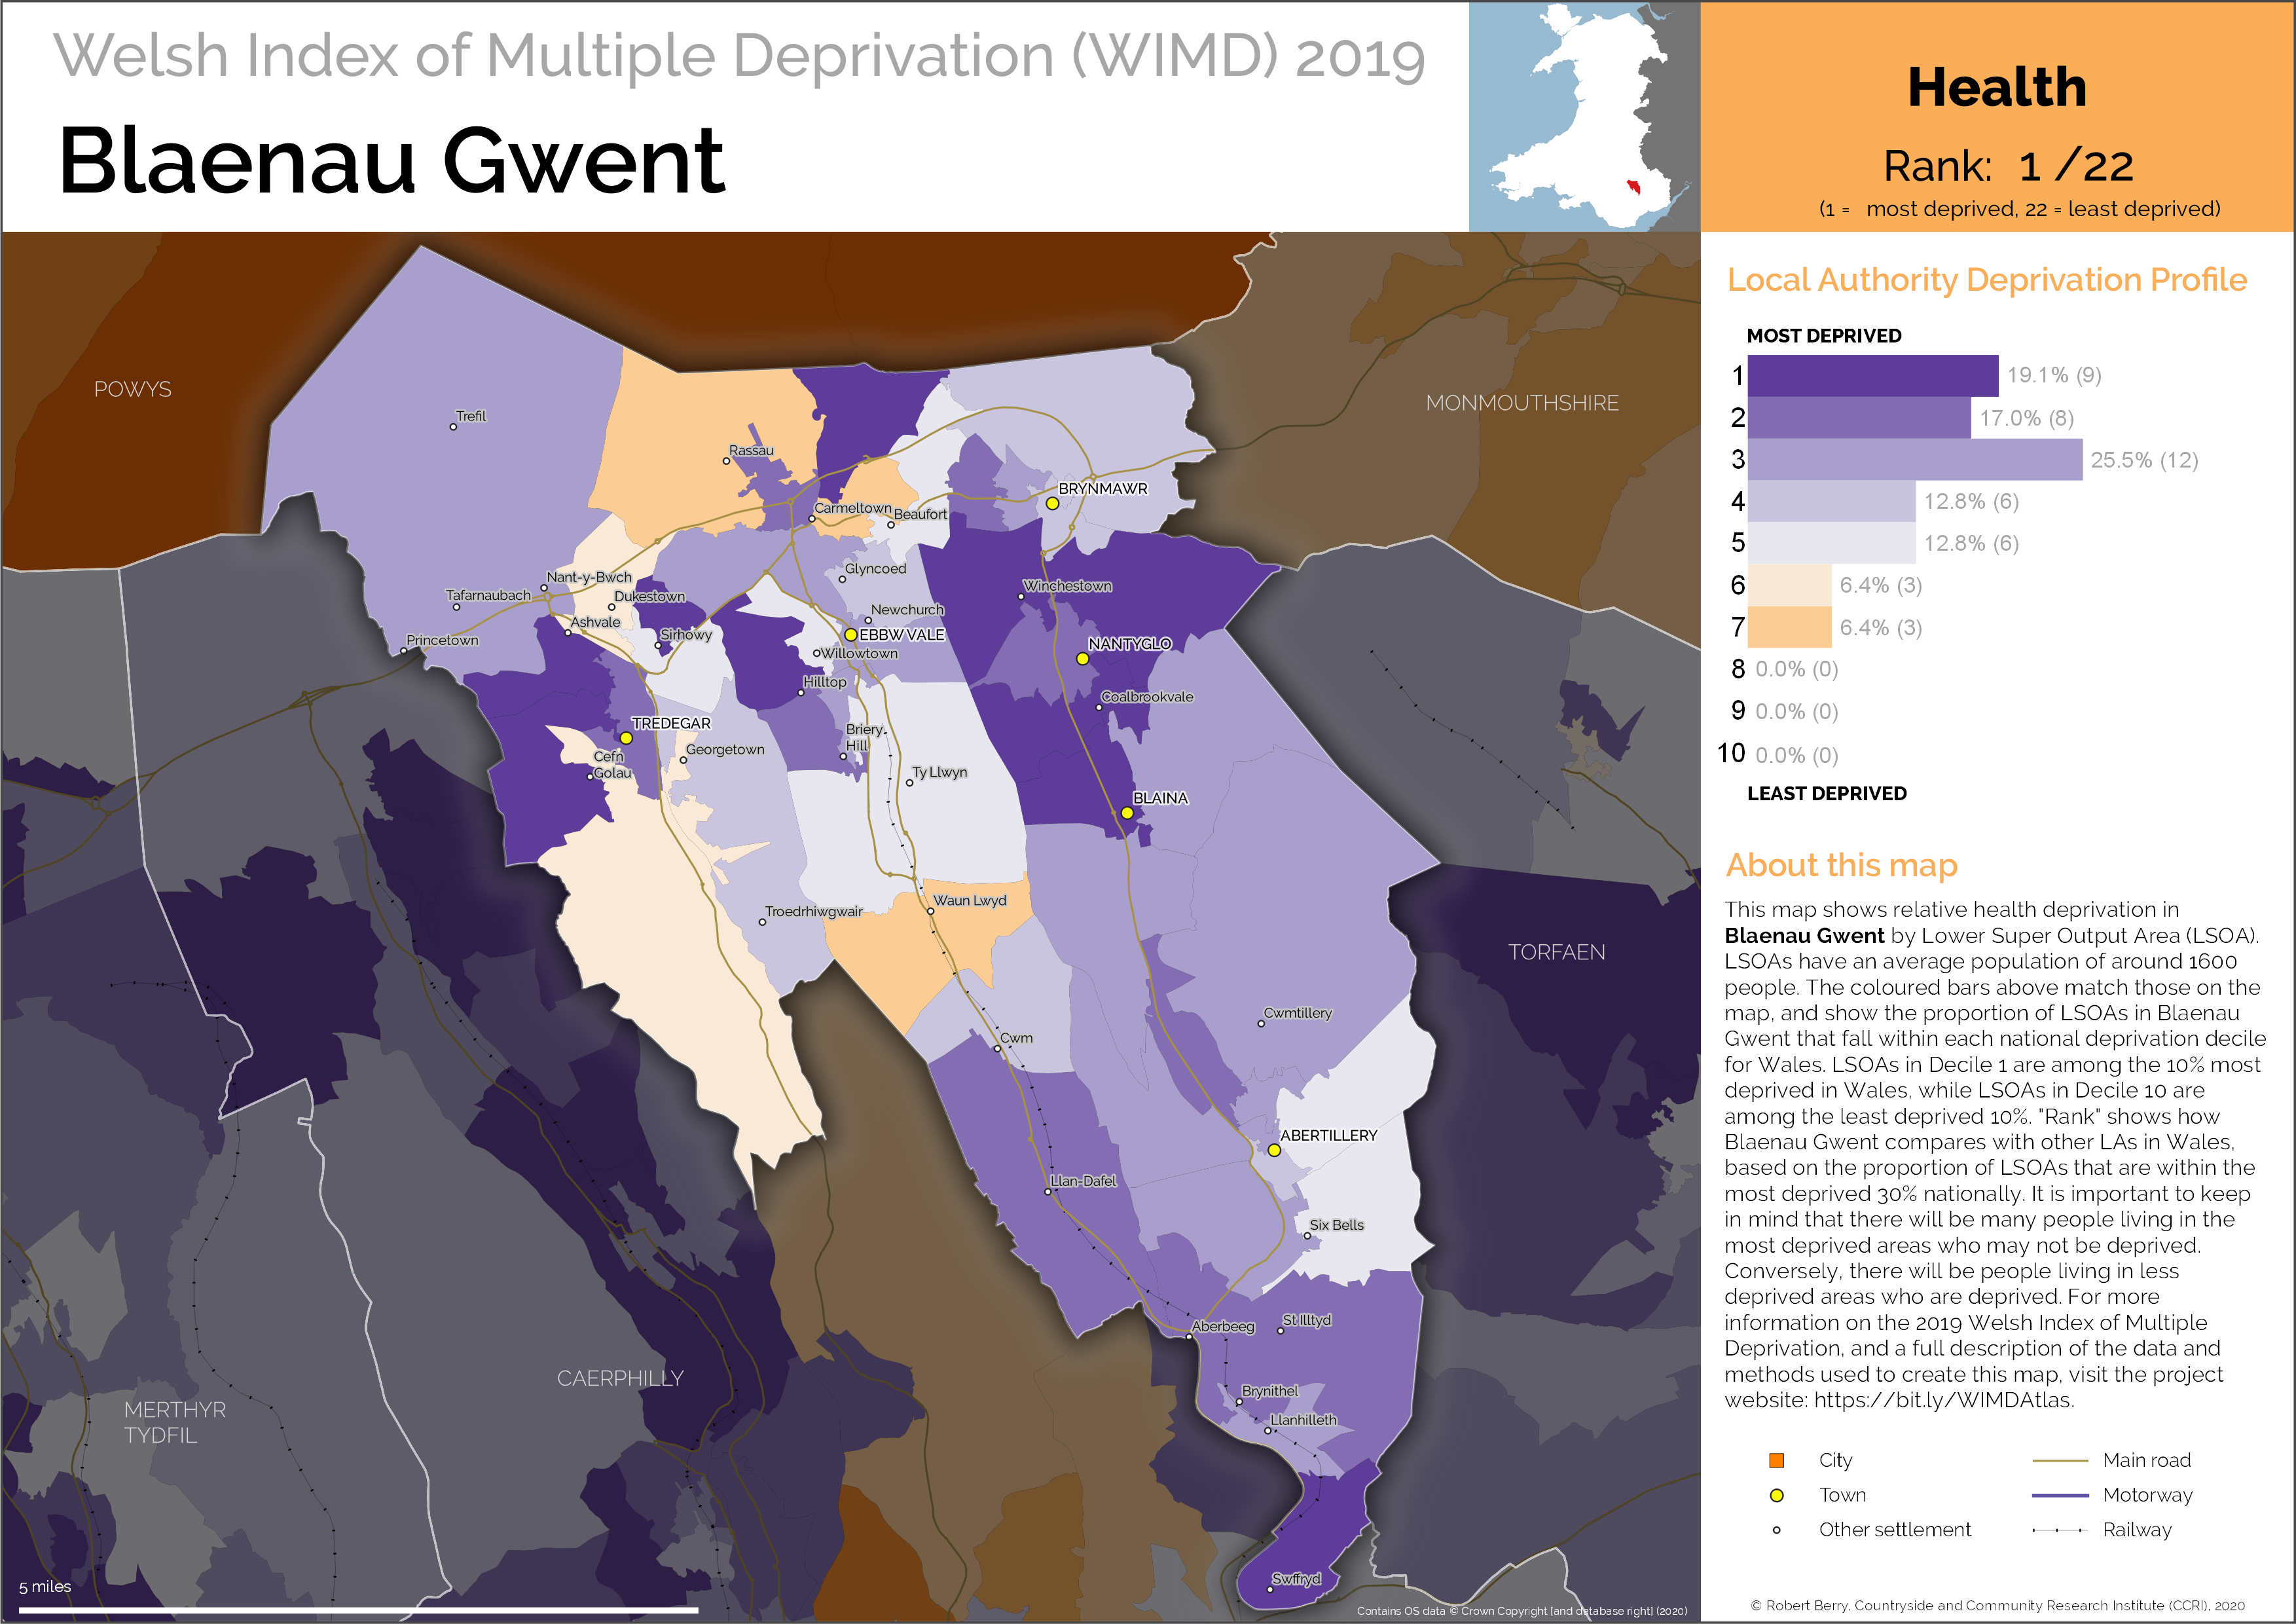 Welsh Index of Multiple Deprivation (WIMD) 2019
Blaenau Gwent
Health
Rank: 1 /22
(1 = most deprived, 22 = least deprived)
Local Authority Deprivation Profile
MOST DEPRIVED
1 19.1% (9)
2 17.0% (8)
3 25.5% (12)
4 12.8% (6)
5 12.8% (6)
6 6.4% (3)
7 6.4% (3)
8 0.0% (0)
9 0.0% (0)
10 0.0% (0)
LEAST DEPRIVED
About this map
This map shows relative health deprivation in
Blaenau Gwent by Lower Super Output Area (LSOA).
LSOAs have an average population of around 1600
people. The coloured bars above match those on the
map, and show the proportion of LSOAs in Blaenau
Gwent that fall within each national deprivation decile
for Wales. LSOAs in Decile 1 are among the 10% most
deprived in Wales, while LSOAs in Decile 10 are
among the least deprived 10%. "Rank" shows how
Blaenau Gwent compares with other LAs in Wales,
based on the proportion of LSOAs that are within the
most deprived 30% nationally. It is important to keep
in mind that there will be many people living in the
most deprived areas who may not be deprived.
Conversely, there will be people living in less
deprived areas who are deprived. For more
information on the 2019 Welsh Index of Multiple
Deprivation, and a full description of the data and
methods used to create this map, visit the project
website: https://bit.ly/WIMDAtlas.
City
Main road
Town
Motorway
Other settlement
Railway
© Robert Berry, Countryside and Community Research Institute (CCRI), 2020
POWYS
MONMOUTHSHIRE
Trefil
Rassau
BRYNMAWR
Carmeltown
Beaufort
Glyncoed
Nant-y-Bwch
Tafarnaubach
Dukestown
Winchestown
Newchurch
Ashvale
Sirhowy
EBBW VALE
Princetown
Willowtown
NANTYGLO
Hilltop
Coalbrookvale
TREDEGAR
Briery
Hill
Georgetown
Cefn
Golau
Ty Llwyn
BLAINA
Waun Lwyd
Troedrhiwgwair
TORFAEN
Cwmtillery
Cwm
ABERTILLERY
Llan-Dafel
Six Bells
Aberbeeg
St Illtyd
CAERPHILLY
Brynithel
MERTHYR
TYDFIL
Llanhilleth
Swffryd
5 miles
Contains OS data © Crown Copyright [and database right] (2020)